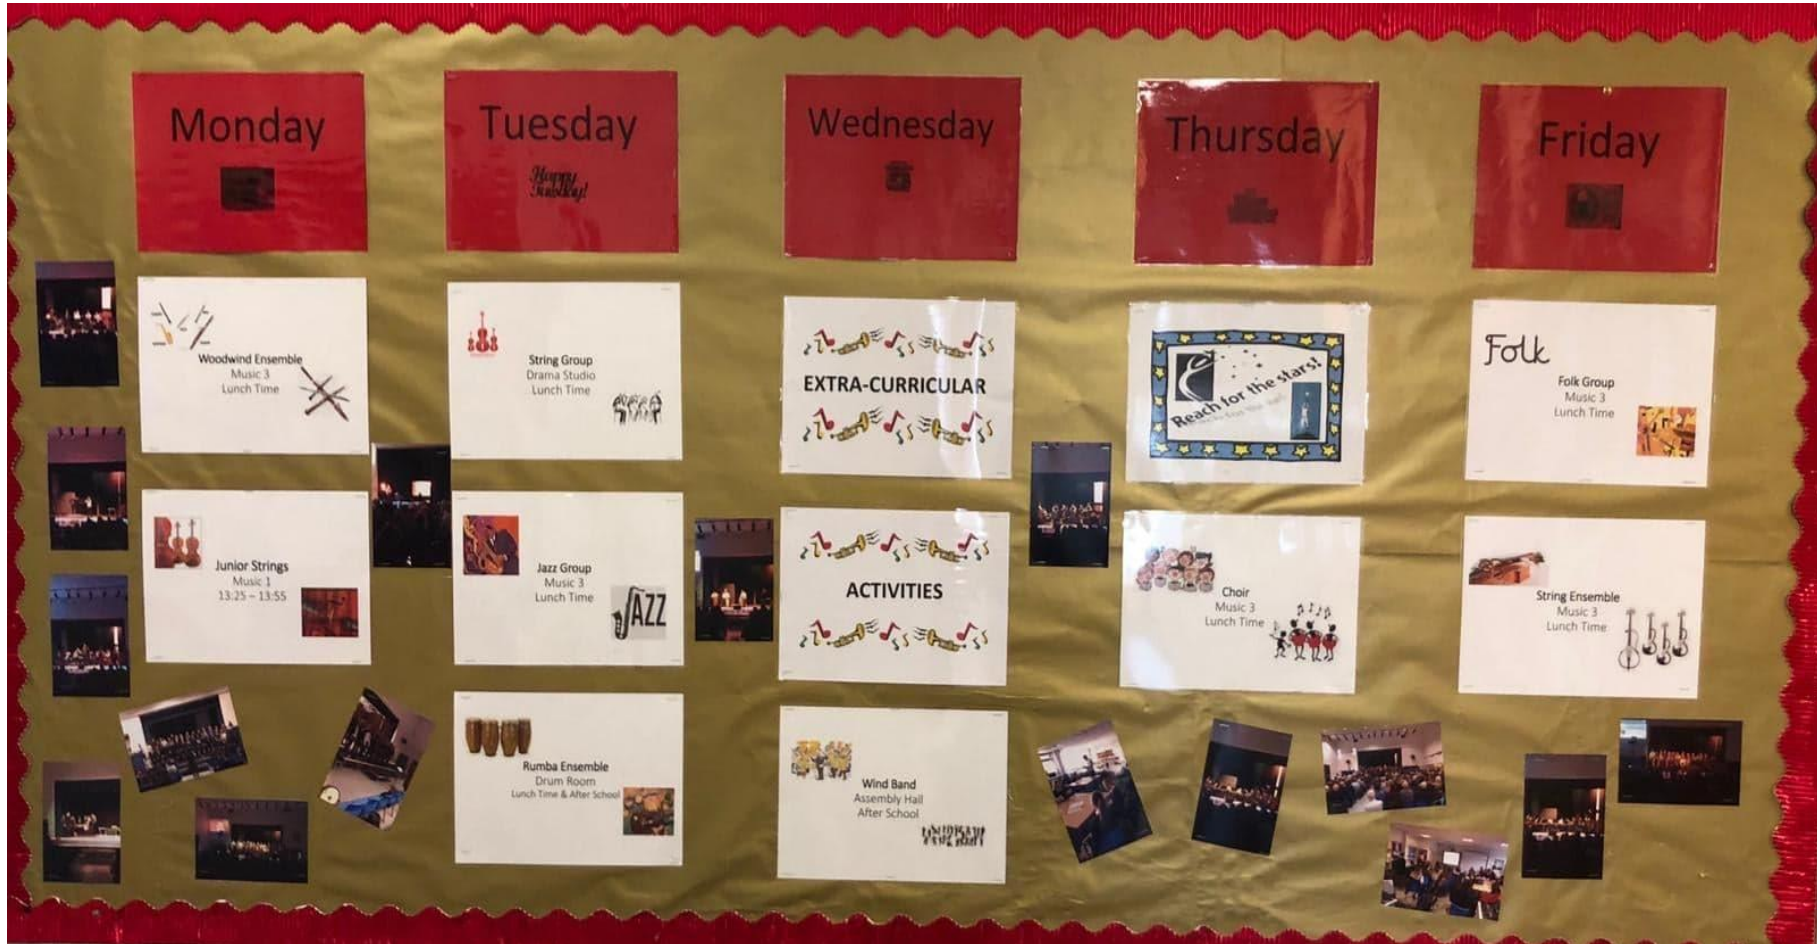 Monday
Tuesday
Happy
Tuesday!
Wednesday
Thursday
Friday
Woodwind Ensemble
Music 3
Lunch Time
String Group
Drama Studio
Lunch Time
EXTRA-CURRICULAR
Reach for the stars!
Folk
Folk Group
Music 3
Lunch Time
Junior Strings
Music 1
13:25 – 13:55
Jazz Group
Music 3
Lunch Time
JAZZ
ACTIVITIES
Choir
Music 3
Lunch Time
String Ensemble
Music 3
Lunch Time
Rumba Ensemble
Drum Room
Lunch Time & After School
Wind Band
Assembly Hall
After School